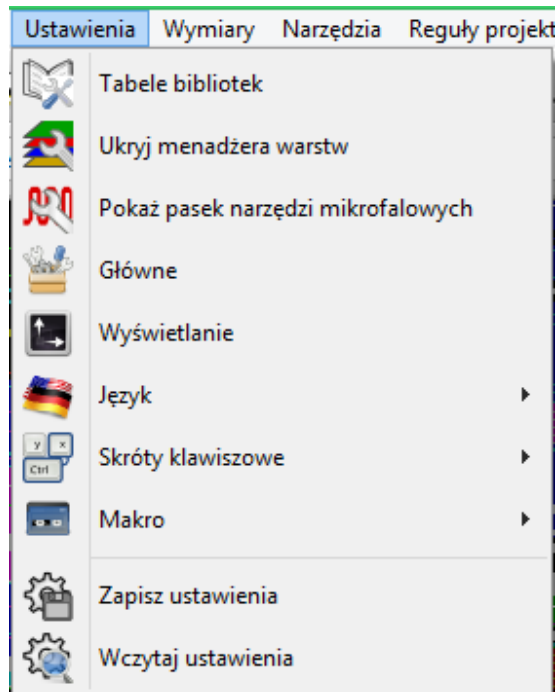 Ustawienia Wymiary Narzędzia Reguły projekt
Tabele bibliotek
Ukryj menadżera warstw
Pokaż pasek narzędzi mikrofalowych
Główne
Wyświetlanie
Język
y x
Skróty klawiszowe
Ctrl
Makro
Zapisz ustawienia
Wczytaj ustawienia